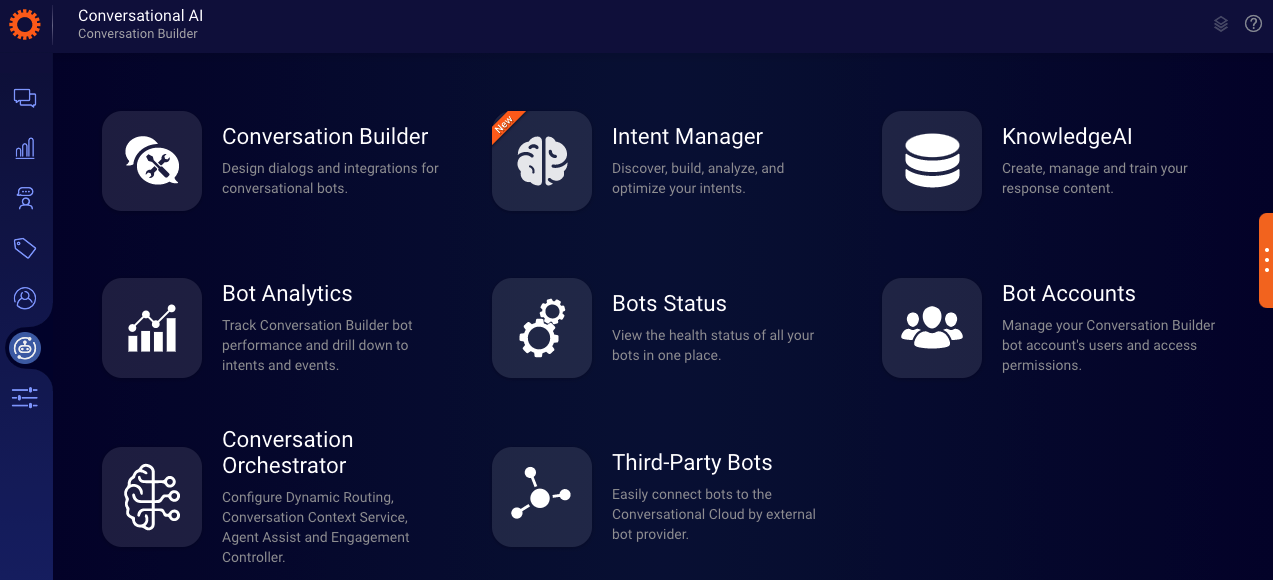 Conversational AI
Conversation Builder
Conversation Builder
Design dialogs and integrations for
conversational bots.
New
Intent Manager
Discover, build, analyze, and
optimize your intents.
KnowledgeAI
Create, manage and train your
response content.
Bot Analytics
Track Conversation Builder bot
performance and drill down to
intents and events.
Bots Status
View the health status of all your
bots in one place.
Bot Accounts
Manage your Conversation Builder
bot account's users and access
permissions.
Conversation
Orchestrator
Configure Dynamic Routing,
Conversation Context Service,
Agent Assist and Engagement
Controller.
Third-Party Bots
Easily connect bots to the
Conversational Cloud by external
bot provider.